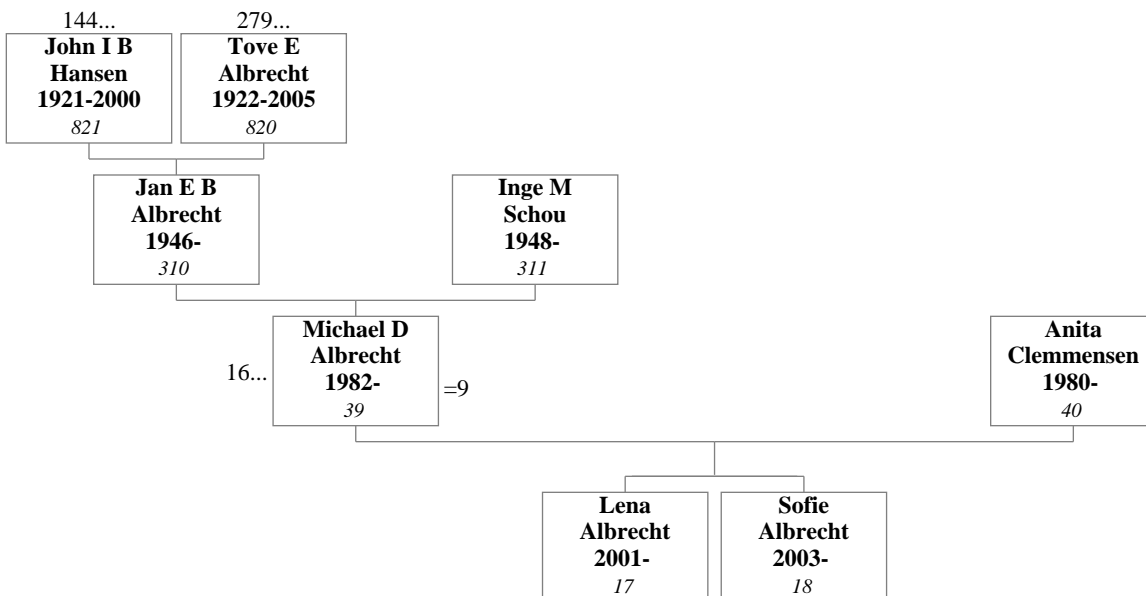 144...
279...
John I B
Hansen
1921-2000
821
Tove E
Albrecht
1922-2005
820
Jan E B
Albrecht
1946-
310
Inge M
Schou
1948-
311
16...
Michael D
Albrecht
1982-
39
=9
Anita
Clemmensen
1980-
40
Lena
Albrecht
2001-
17
Sofie
Albrecht
2003-
18